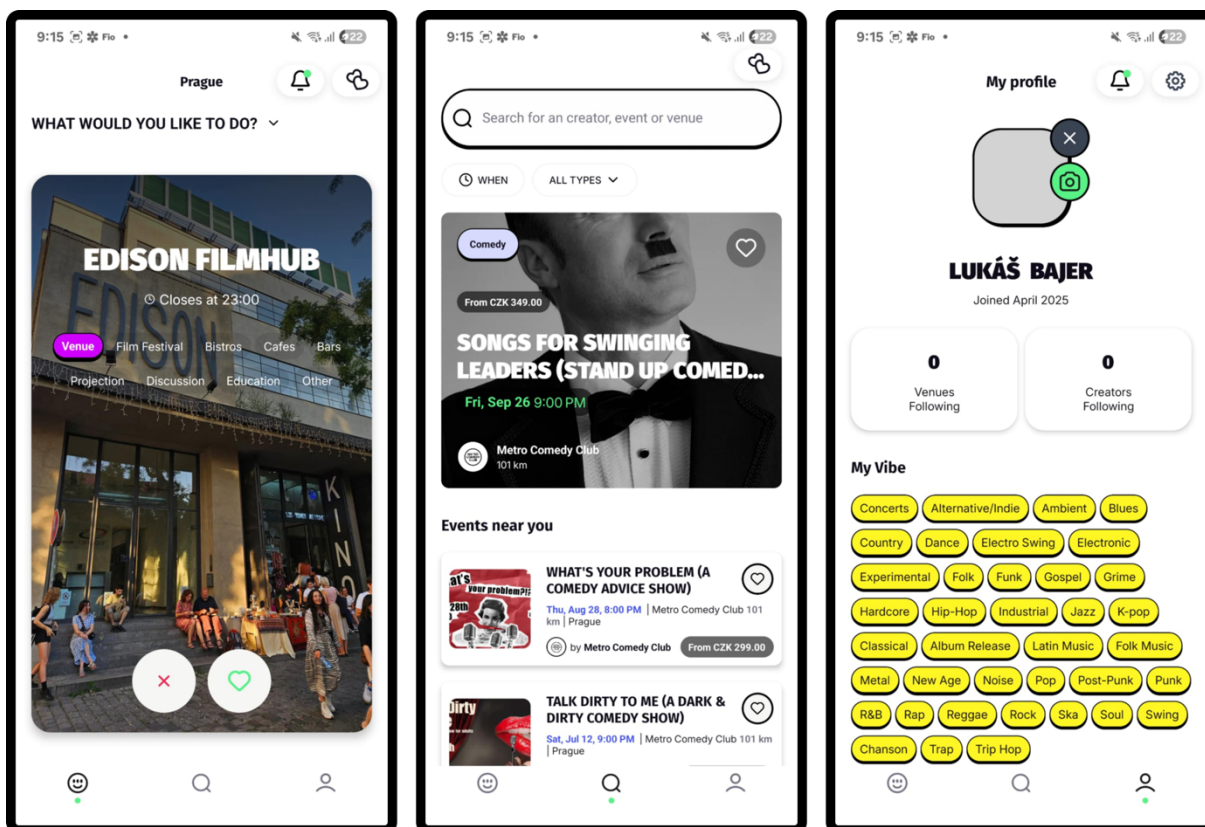 9:15 Fio •
22
Prague
WHAT WOULD YOU LIKE TO DO?
EDISON
EDISON FILMHUB
Closes at 23:00
Venue Film Festival Bistros Cafes Bars
Projection Discussion Education Other
KINO
9:15 Fio •
22
Search for an creator, event or venue
WHEN
ALL TYPES
Comedy
From CZK 349.00
SONGS FOR SWINGING
LEADERS (STAND UP COMED...
Fri, Sep 26 9:00 PM
Metro Comedy Club
101 km
Events near you
at's
your problem?!?
28th
WHAT'S YOUR PROBLEM (A
COMEDY ADVICE SHOW)
Thu, Aug 28, 8:00 PM | Metro Comedy Club 101
km | Prague
by Metro Comedy Club
From CZK 299.00
Dirty
TALK DIRTY TO ME (A DARK &
DIRTY COMEDY SHOW)
Sat, Jul 12, 9:00 PM | Metro Comedy Club 101 km
| Prague
9:15 Fio •
22
My profile
LUKÁŠ BAJER
Joined April 2025
0
Venues
Following
0
Creators
Following
My Vibe
Concerts Alternative/Indie Ambient Blues
Country Dance Electro Swing Electronic
Experimental Folk Funk Gospel Grime
Hardcore Hip-Hop Industrial Jazz K-pop
Classical Album Release Latin Music Folk Music
Metal New Age Noise Pop Post-Punk Punk
R&B Rap Reggae Rock Ska Soul Swing
Chanson Trap Trip Hop